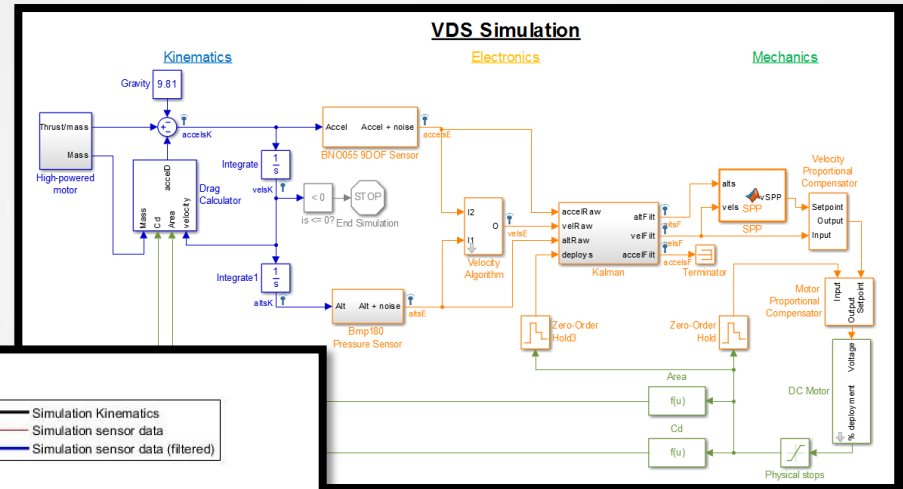 VDS Simulation
Kinematics
Electronics
Mechanics
Gravity
9.81
accelsK
Thrust/mass
Mass
High-powered
motor
accelD
Mass
Cd
Area
velocity
Drag
Calculator
Integrate
1
s
velsK
< 0
is <= 0?
STOP
End Simulation
Integrate1
1
s
altsK
Accel
Accel + noise
BNO055 9DOF Sensor
accelsE
Alt
Alt + noise
altsE
Bmp180
Pressure Sensor
I2
I1
O
velsE
Velocity
Algorithm
accelRaw
velRaw
altRaw
deploys
altFilt
velFilt
accelFilt
Kalman
altsF
velsF
accelsF
Terminator
alts
vels
vSPP
SPP
SPP
Velocity
Proportional
Compensator
Setpoint
Output
Input
Motor
Proportional
Compensator
Input
Output
Setpoint
Zero-Order
Hold3
Zero-Order
Hold
Voltage
% deployment
DC Motor
Area
f(u)
Cd
f(u)
Physical stops
Simulation Kinematics
Simulation sensor data
Simulation sensor data (filtered)